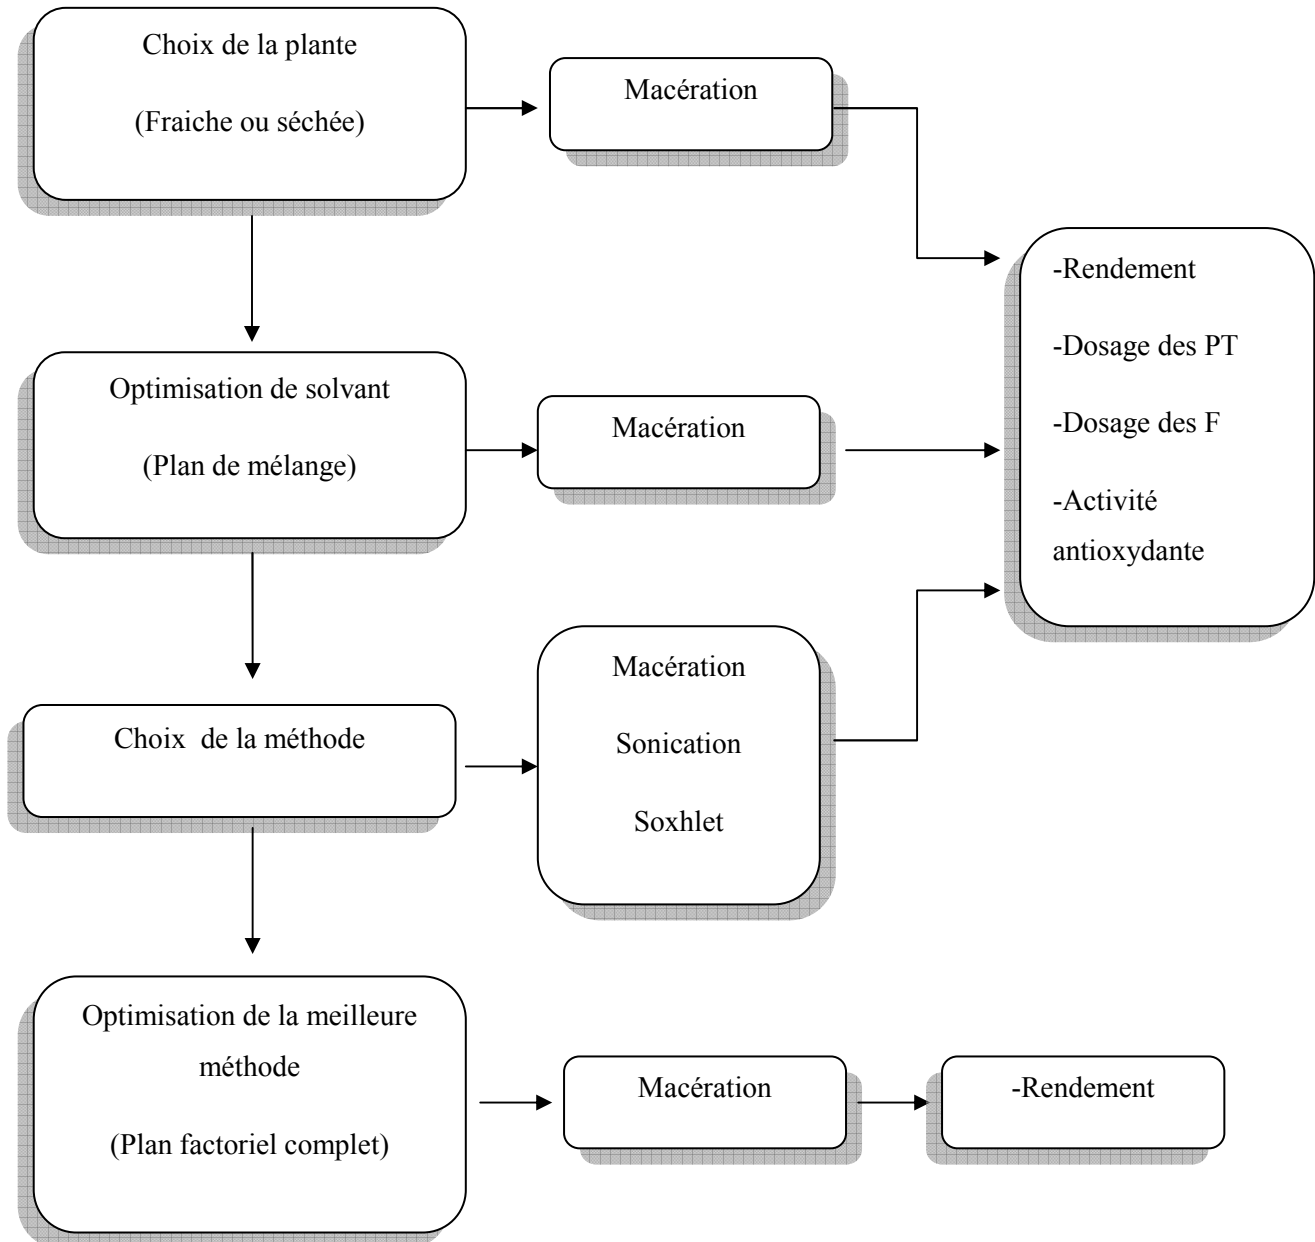 Choix de la plante
(Fraiche ou séchée)
Macération
-Rendement
-Dosage des PT
-Dosage des F
-Activité
antioxydante
Optimisation de solvant
(Plan de mélange)
Macération
Choix de la méthode
Macération
Sonication
Soxhlet
Optimisation de la meilleure
méthode
(Plan factoriel complet)
Macération
-Rendement